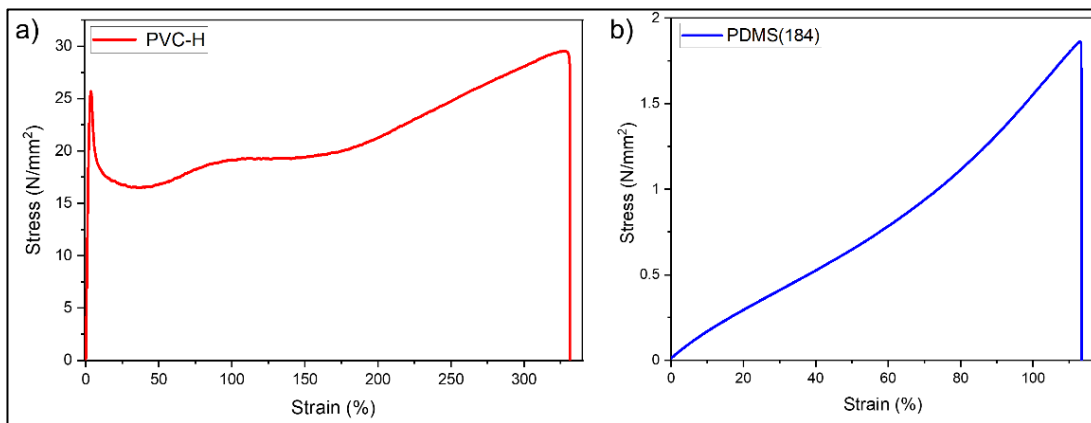 a)
PVC-H
30
25
20
15
10
5
0
0 50 100 150 200 250 300
Stress (N/mm²)
Strain (%)
b)
PDMS(184)
2
1.5
1
0.5
0
0 20 40 60 80 100
Stress (N/mm²)
Strain (%)